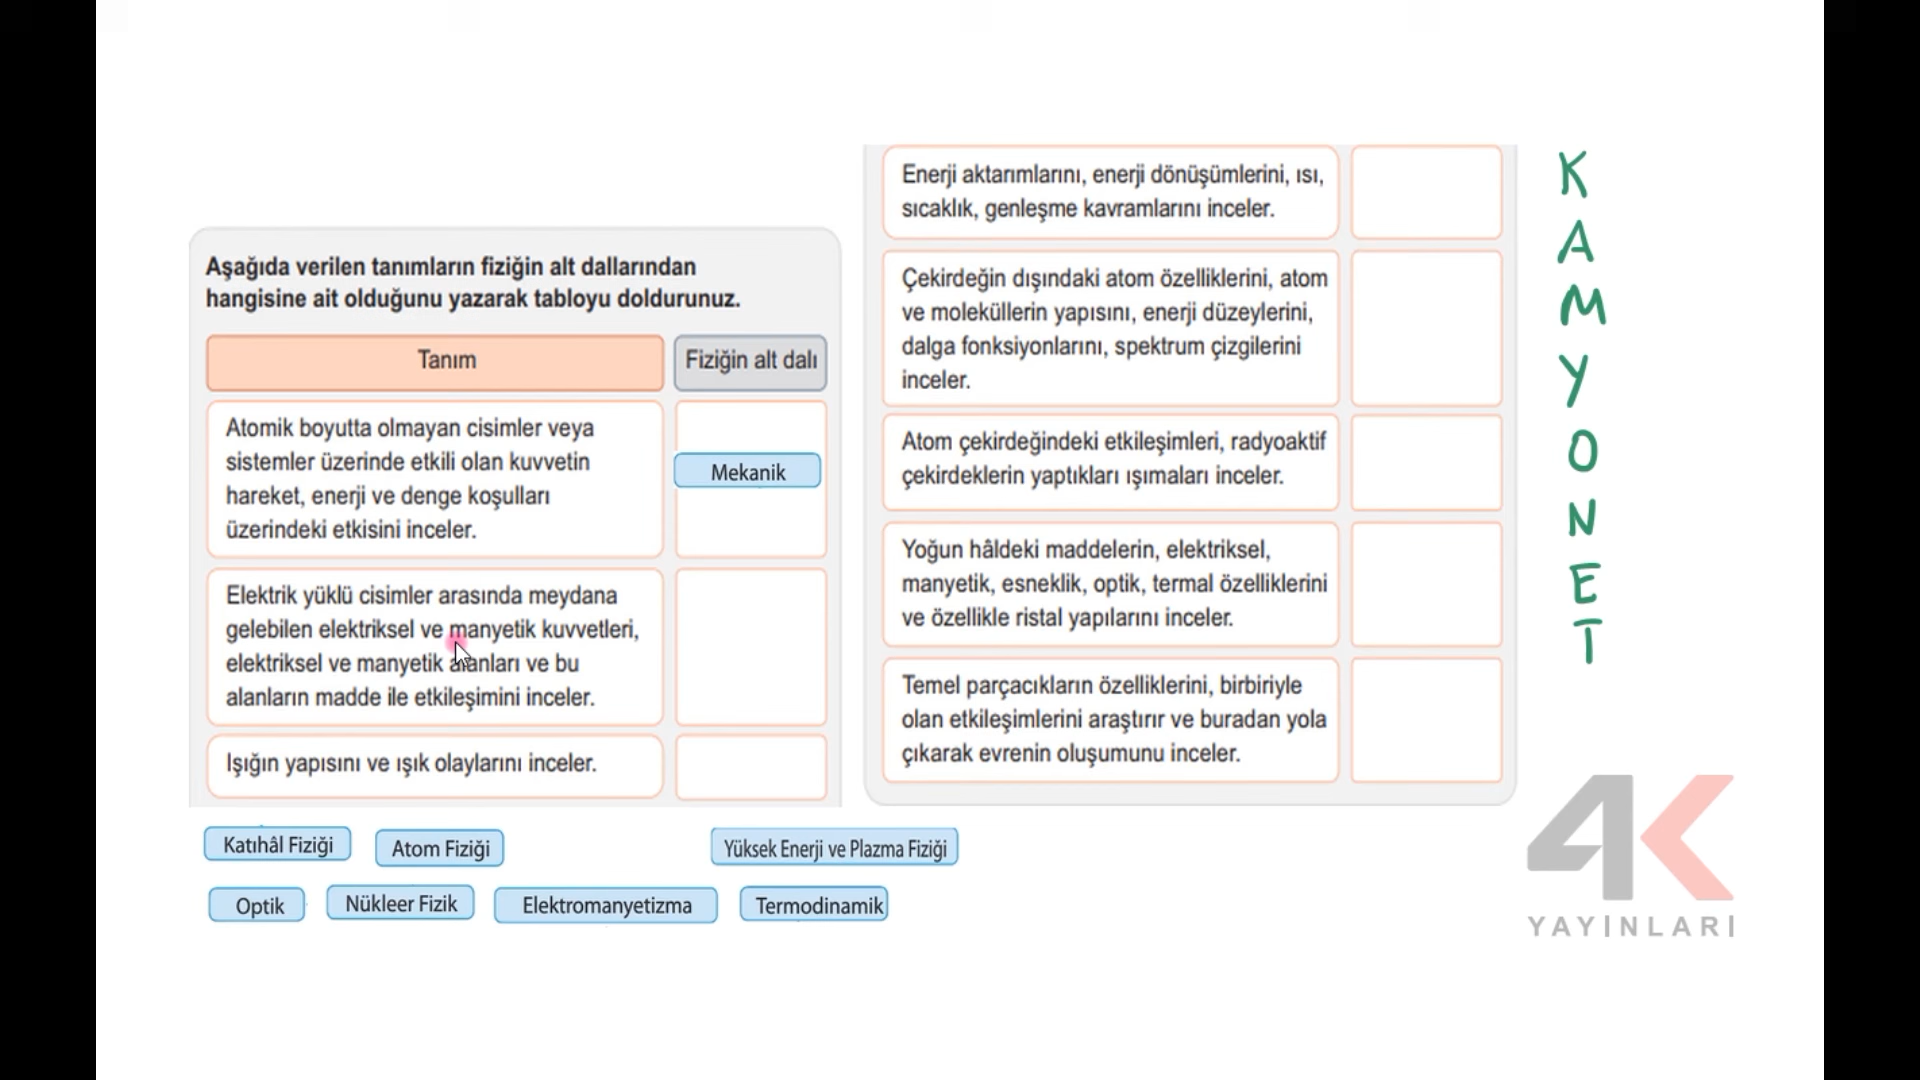 Aşağıda verilen tanımların fiziğin alt dallarından
hangisine ait olduğunu yazarak tabloyu doldurunuz.
Tanım
Fiziğin alt dalı
Atomik boyutta olmayan cisimler veya
sistemler üzerinde etkili olan kuvvetin
hareket, enerji ve denge koşulları
üzerindeki etkisini inceler.
Mekanik
Elektrik yüklü cisimler arasında meydana
gelebilen elektriksel ve manyetik kuvvetleri,
elektriksel ve manyetik alanları ve bu
alanların madde ile etkileşimini inceler.
Işığın yapısını ve ışık olaylarını inceler.
Enerji aktarımlarını, enerji dönüşümlerini, ısı,
sıcaklık, genleşme kavramlarını inceler.
Çekirdeğin dışındaki atom özelliklerini, atom
ve moleküllerin yapısını, enerji düzeylerini,
dalga fonksiyonlarını, spektrum çizgilerini
inceler.
Atom çekirdeğindeki etkileşimleri, radyoaktif
çekirdeklerin yaptıkları ışımaları inceler.
Yoğun hâldeki maddelerin, elektriksel,
manyetik, esneklik, optik, termal özelliklerini
ve özellikle ristal yapılarını inceler.
Temel parçacıkların özelliklerini, birbiriyle
olan etkileşimlerini araştırır ve buradan yola
çıkarak evrenin oluşumunu inceler.
K
A
M
Y
O
N
E
T
Katıhâl Fiziği
Atom Fiziği
Yüksek Enerji ve Plazma Fiziği
Optik
Nükleer Fizik
Elektromanyetizma
Termodinamik
4K
YAYINLARI